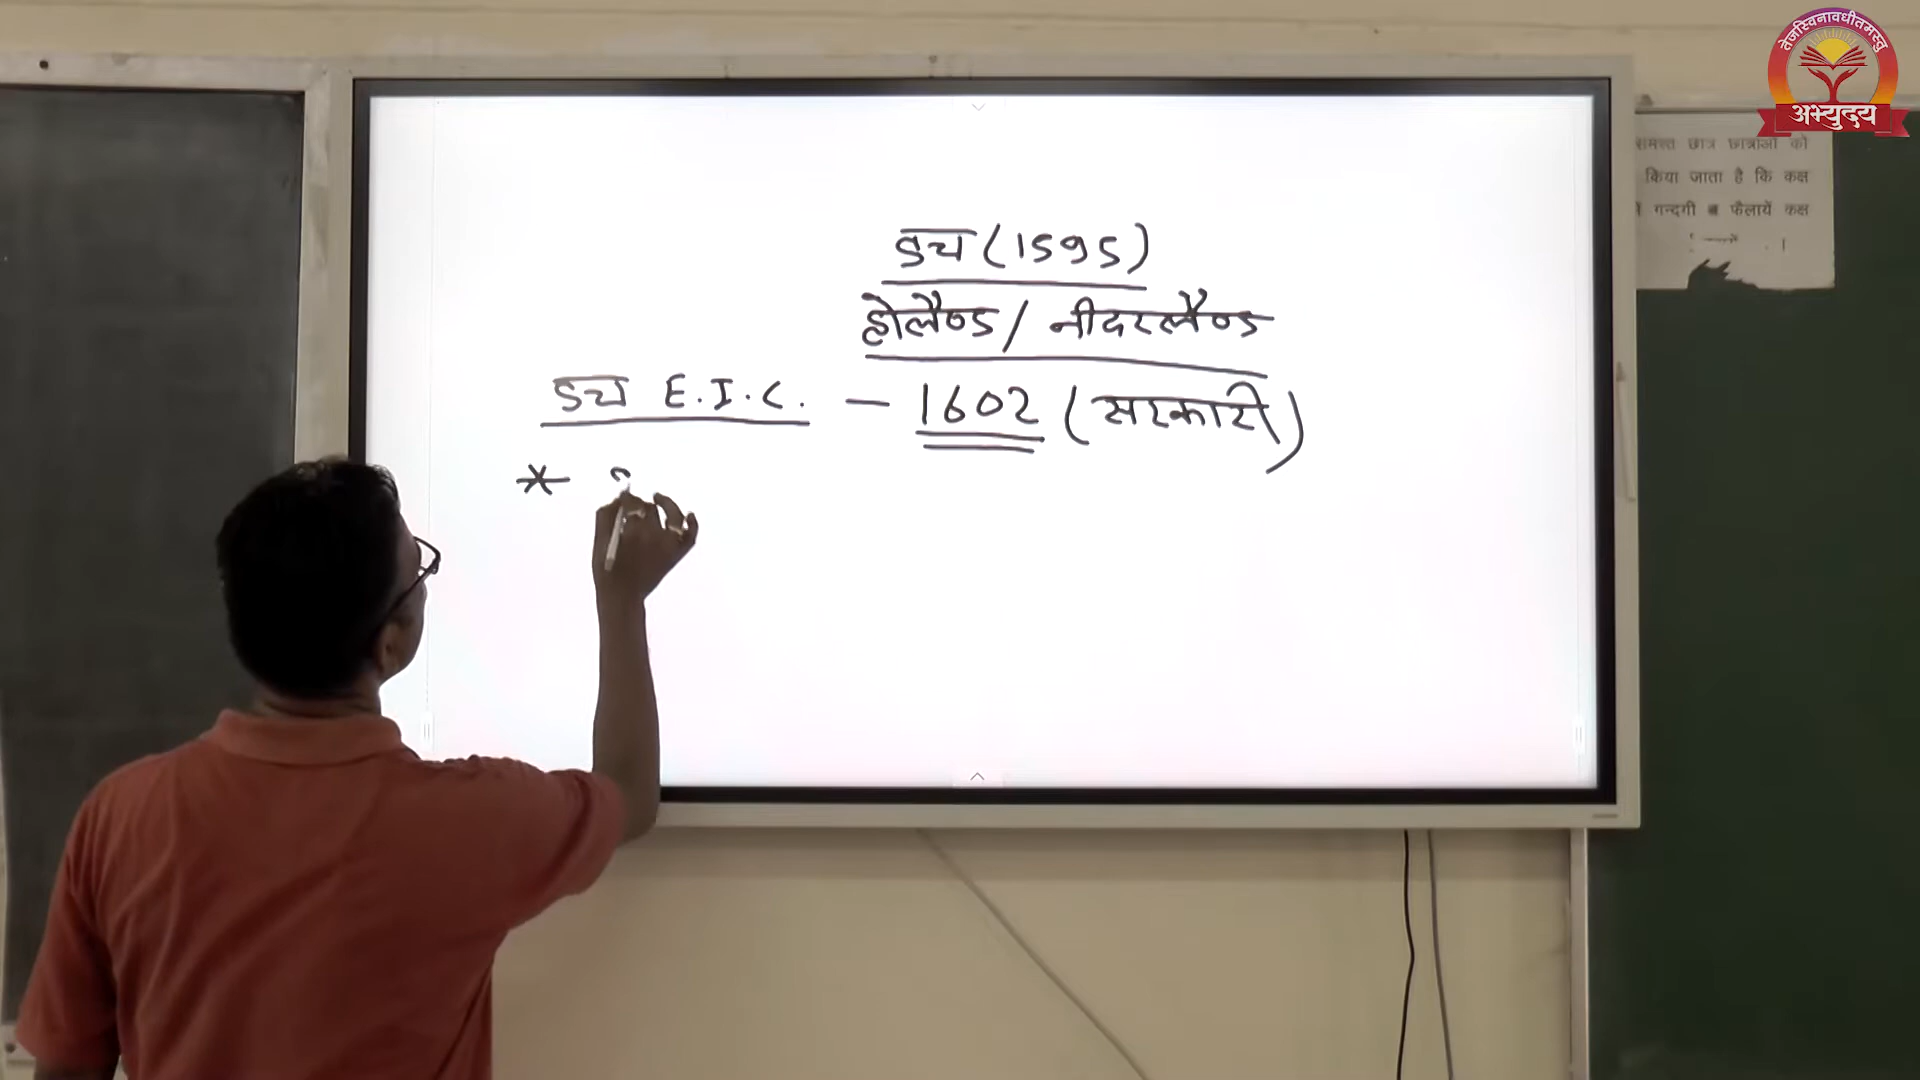 तेजस्विनावधीतमस्तु
अभ्युदय
समस्त छात्र छात्राओं को
किया जाता है कि कक्ष
गन्दगी न फैलायें कक्ष
डच (1595)
होलैण्ड / नीदरलैण्ड
डच E.I.C. – 1602 (सरकारी)
*